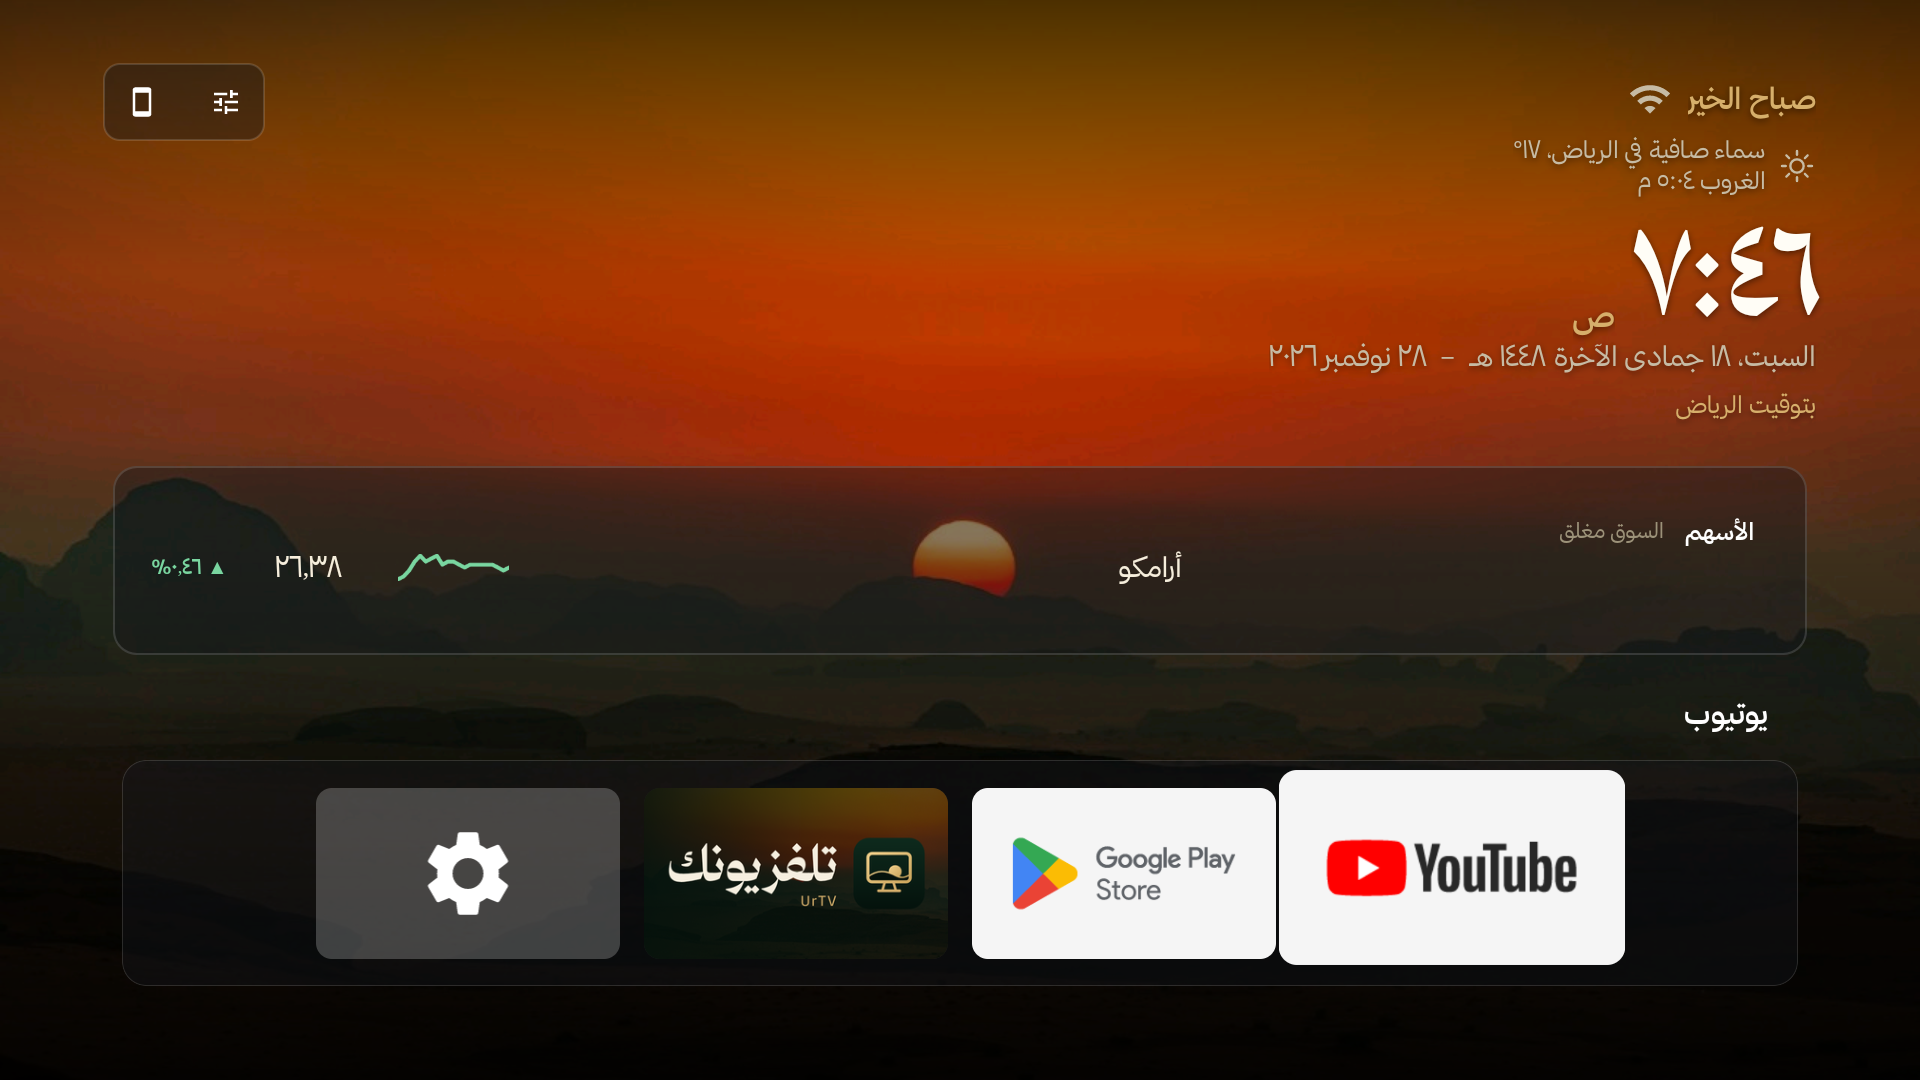 صباح الخير
سماء صافية في الرياض، ١٧°
الغروب ٥:٠٤ م
٧:٤٦ ص
السبت، ١٨ جمادى الآخرة ١٤٤٨ هـ – ٢٨ نوفمبر ٢٠٢٦
بتوقيت الرياض
الأسهم السوق مغلق
أرامكو ٢٦,٣٨ ▲ ٠,٤٦%
يوتيوب
YouTube
Google Play
Store
تلفزيونك
UrTV